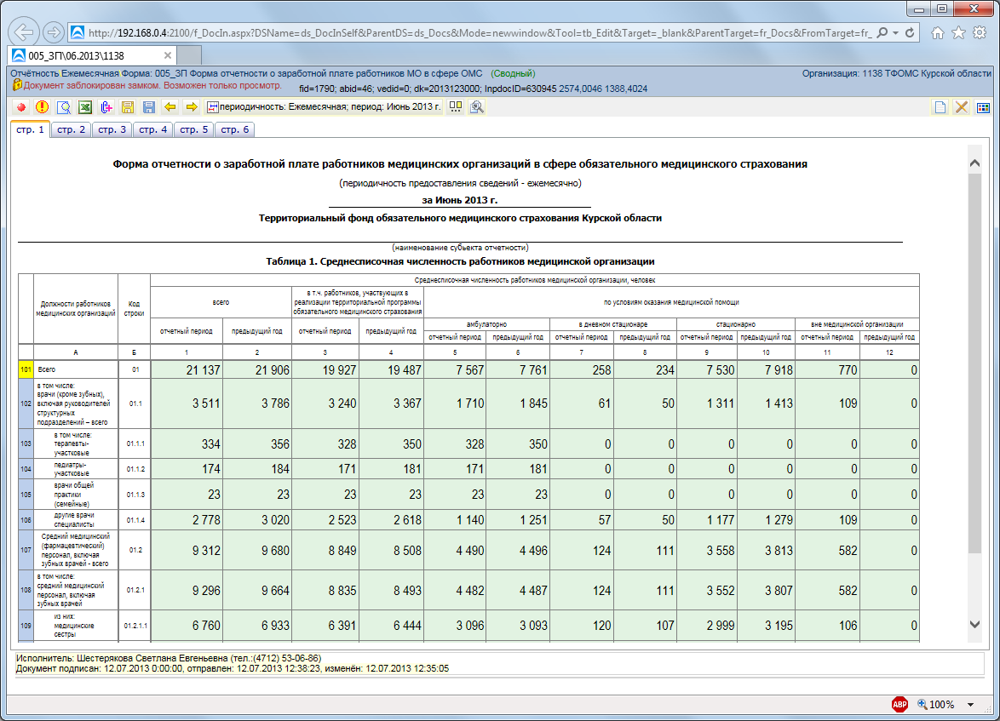 http://192.168.0.4:2100/f_DocIn.aspx?DSName=ds_DocInSelf&ParentDS=ds_Docs&Mode=newwindow&Tool=tb_Edit&Target=_blank&ParentTarget=fr_Docs&FromTarget=fr_
005_ЗП\06.2013\1138
Отчётность Ежемесячная Форма: 005_ЗП Форма отчетности о заработной плате работников МО в сфере ОМС (Сводный) Организация: 1138 ТФОМС Курской области
Документ заблокирован замком. Возможен только просмотр. fid=1790; abid=46; vedid=0; dk=2013123000; InpdocID=630945 2574,0046 1388,4024
периодичность: Ежемесячная; период: Июнь 2013 г.
стр. 1 стр. 2 стр. 3 стр. 4 стр. 5 стр. 6
Форма отчетности о заработной плате работников медицинских организаций в сфере обязательного медицинского страхования
(периодичность предоставления сведений - ежемесячно)
за Июнь 2013 г.
Территориальный фонд обязательного медицинского страхования Курской области
(наименование субъекта отчетности)
Таблица 1. Среднесписочная численность работников медицинской организации
Должности работников медицинских организаций
Код строки
Среднесписочная численность работников медицинской организации, человек
всего
в т.ч. работников, участвующих в
реализации территориальной программы
обязательного медицинского страхования
по условиям оказания медицинской помощи
амбулаторно в дневном стационаре стационарно вне медицинской организации
отчетный период предыдущий год отчетный период предыдущий год отчетный период предыдущий год отчетный период предыдущий год отчетный период предыдущий год отчетный период предыдущий год
А Б 1 2 3 4 5 6 7 8 9 10 11 12
101 Всего 01 21 137 21 906 19 927 19 487 7 567 7 761 258 234 7 530 7 918 770 0
в том числе:
врачи (кроме зубных),
включая руководителей
структурных
подразделений – всего
102 01.1 3 511 3 786 3 240 3 367 1 710 1 845 61 50 1 311 1 413 109 0
в том числе:
терапевты-
участковые
103 01.1.1 334 356 328 350 328 350 0 0 0 0 0 0
педиатры-
участковые
104 01.1.2 174 184 171 181 171 181 0 0 0 0 0 0
врачи общей
практики
(семейные)
105 01.1.3 23 23 23 23 23 23 0 0 0 0 0 0
другие врачи
специалисты
106 01.1.4 2 778 3 020 2 523 2 618 1 140 1 251 57 50 1 177 1 279 109 0
Средний медицинский
(фармацевтический)
персонал, включая
зубных врачей - всего
107 01.2 9 312 9 680 8 849 8 508 4 490 4 496 124 111 3 558 3 813 582 0
в том числе:
средний медицинский
персонал, включая
зубных врачей
108 01.2.1 9 296 9 664 8 835 8 493 4 482 4 487 124 111 3 552 3 807 582 0
из них:
медицинские
сестры
109 01.2.1.1 6 760 6 933 6 391 6 444 3 096 3 093 120 107 2 999 3 195 106 0
Исполнитель: Шестерякова Светлана Евгеньевна (тел.:(4712) 53-06-86)
Документ подписан: 12.07.2013 0:00:00, отправлен: 12.07.2013 12:38:23, изменён: 12.07.2013 12:35:05
ABP 100%